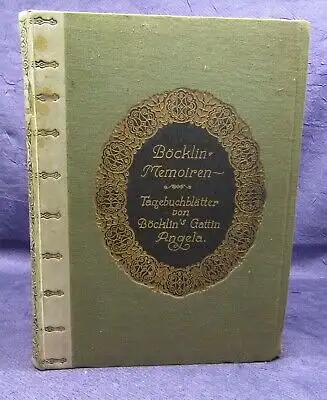 Böcklin-
Memoiren-
Tagebuchblätter
von
Böcklin's Gattin
Angela.